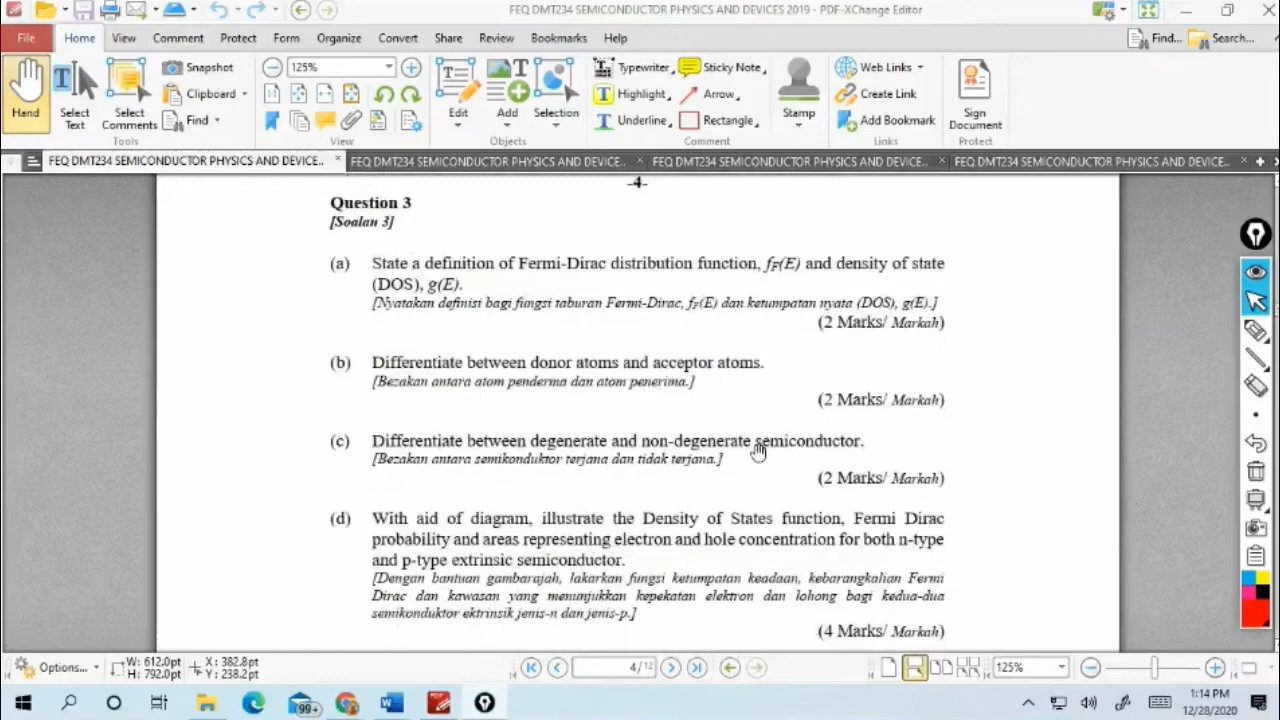 FEQ DMT234 SEMICONDUCTOR PHYSICS AND DEVICES 2019 - PDF-XChange Editor
File Home View Comment Protect Form Organize Convert Share Review Bookmarks Help Find... Search...
Hand
Select Text
Select Comments
Snapshot
Clipboard
Find
Tools
125%
View
Edit
Add
Selection
Objects
Typewriter
Highlight
Underline
Sticky Note
Arrow
Rectangle
Stamp
Comment
Web Links
Create Link
Add Bookmark
Links
Sign Document
Protect
FEQ DMT234 SEMICONDUCTOR PHYSICS AND DEVICE... FEQ DMT234 SEMICONDUCTOR PHYSICS AND DEVICE... FEQ DMT234 SEMICONDUCTOR PHYSICS AND DEVICE... FEQ DMT234 SEMICONDUCTOR PHYSICS AND DEVICE...
-4-
Question 3
[Soalan 3]
(a) State a definition of Fermi-Dirac distribution function, fF(E) and density of state
(DOS), g(E).
[Nyatakan definisi bagi fungsi taburan Fermi-Dirac, fF(E) dan ketumpatan nyata (DOS), g(E).]
(2 Marks/ Markah)
(b) Differentiate between donor atoms and acceptor atoms.
[Bezakan antara atom penderma dan atom penerima.]
(2 Marks/ Markah)
(c) Differentiate between degenerate and non-degenerate semiconductor.
[Bezakan antara semikonduktor terjana dan tidak terjana.]
(2 Marks/ Markah)
(d) With aid of diagram, illustrate the Density of States function, Fermi Dirac
probability and areas representing electron and hole concentration for both n-type
and p-type extrinsic semiconductor.
[Dengan bantuan gambarajah, lakarkan fungsi ketumpatan keadaan, kebarangkalian Fermi
Dirac dan kawasan yang menunjukkan kepekatan elektron dan lohong bagi kedua-dua
semikonduktor ektrinsik jenis-n dan jenis-p.]
(4 Marks/ Markah)
Options...
W: 612.0pt
H: 792.0pt
X: 382.8pt
Y: 238.2pt
4/12
125%
99+
1:14 PM
12/28/2020